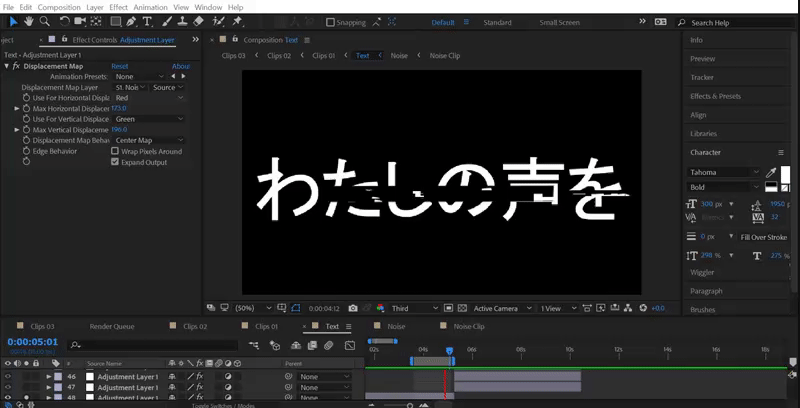 File Edit Composition Layer Effect Animation View Window Help
Snapping Default Standard Small Screen Search Help
Effect Controls Adjustment Layer
Composition Text
Text - Adjustment Layer 1
Clips 03 Clips 02 Clips 01 Text Noise Noise Clip
Displacement Map Reset
Animation Presets: None
Displacement Map Layer Source
Use For Horizontal Displa Red
Max Horizontal Displacer 173.0
Use For Vertical Displace Green
Max Vertical Displaceme 196.0
Displacement Map Behav Center Map
Edge Behavior Wrap Pixels Around
Expand Output
わたしの声を
Info
Preview
Tracker
Effects & Presets
Align
Libraries
Character
Tahoma
Bold
300 px 1950
32
0 px Fill Over Stroke
298 % 275 %
Wiggler
Paragraph
Brushes
(50%) 0:00:04:12 Third Active Camera 1 View +0.0
Clips 03 Render Queue Clips 02 Clips 01 Text Noise Noise Clip
0:00:05:01
02s 04s 06s 08s 10s 12s 14s 16s 18s
# Source Name Parent
46 Adjustment Layer 1 None
47 Adjustment Layer 1 None
48 Adjustment Layer 1 None
Toggle Switches / Modes